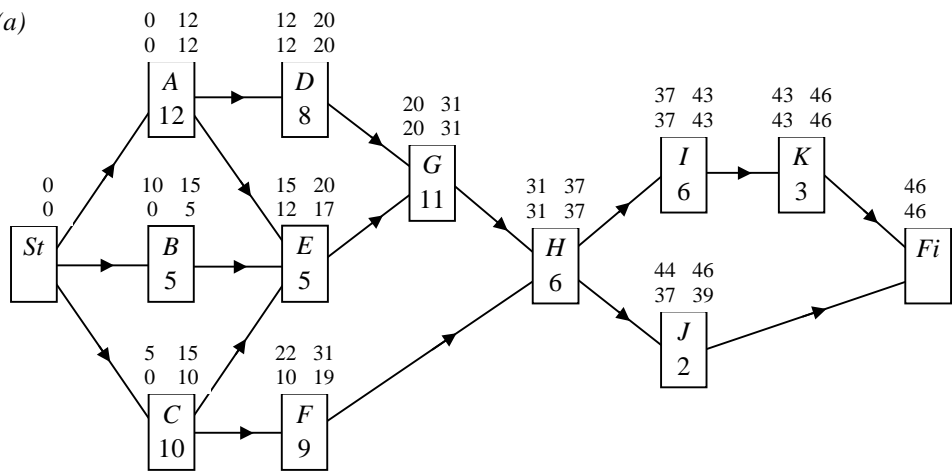 (a)
0 12
0 12
A
12
12 20
12 20
D
8
20 31
20 31
G
11
37 43
37 43
I
6
43 46
43 46
K
3
0
0
St
10 15
0 5
B
5
15 20
12 17
E
5
31 37
31 37
H
6
46
46
Fi
44 46
37 39
J
2
5 15
0 10
C
10
22 31
10 19
F
9